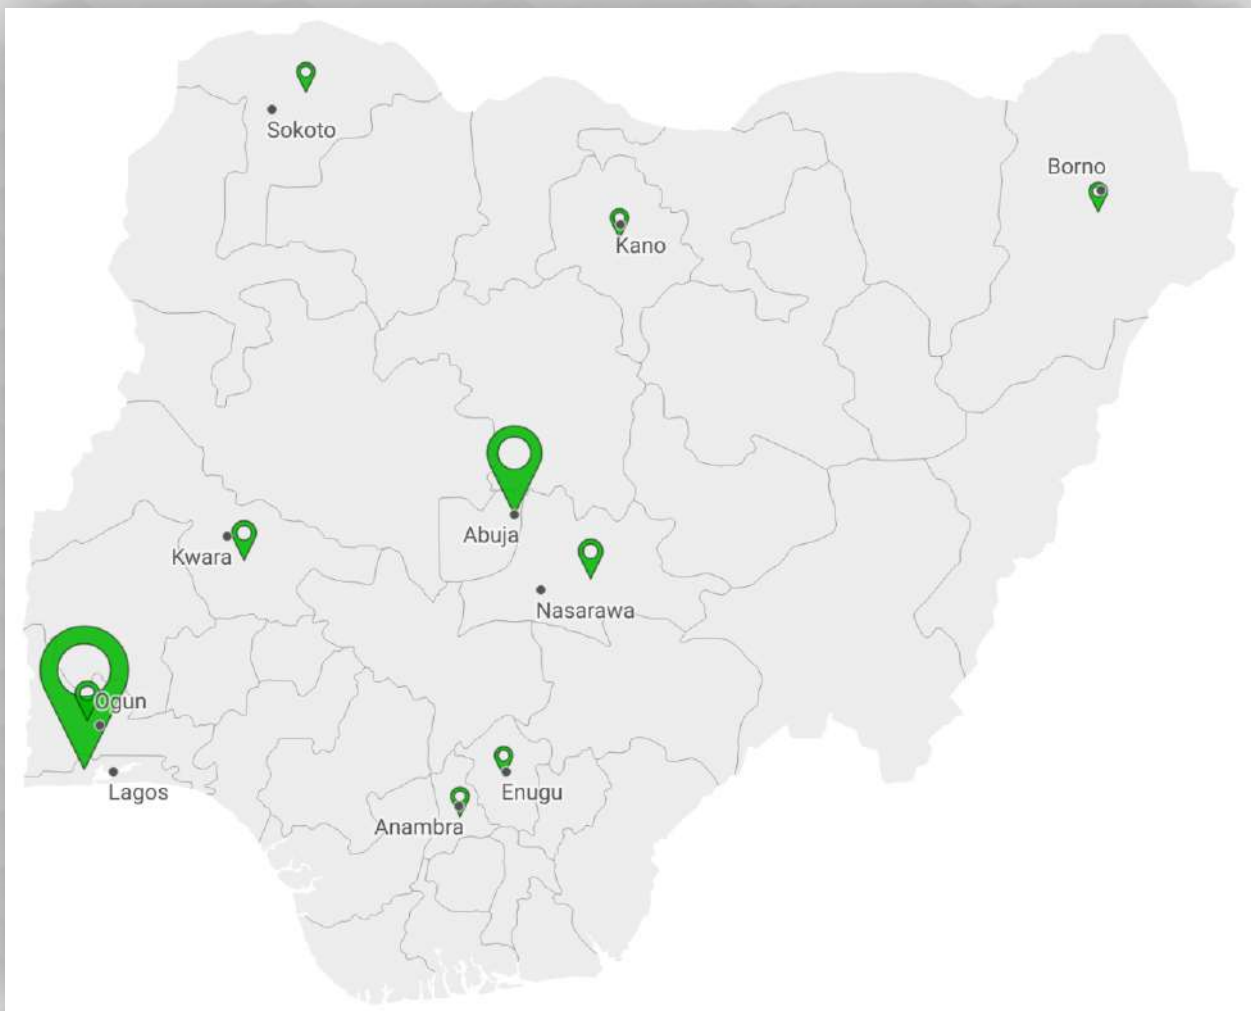 Sokoto
Borno
Kano
Abuja
Kwara
Nasarawa
Ogun
Lagos
Enugu
Anambra